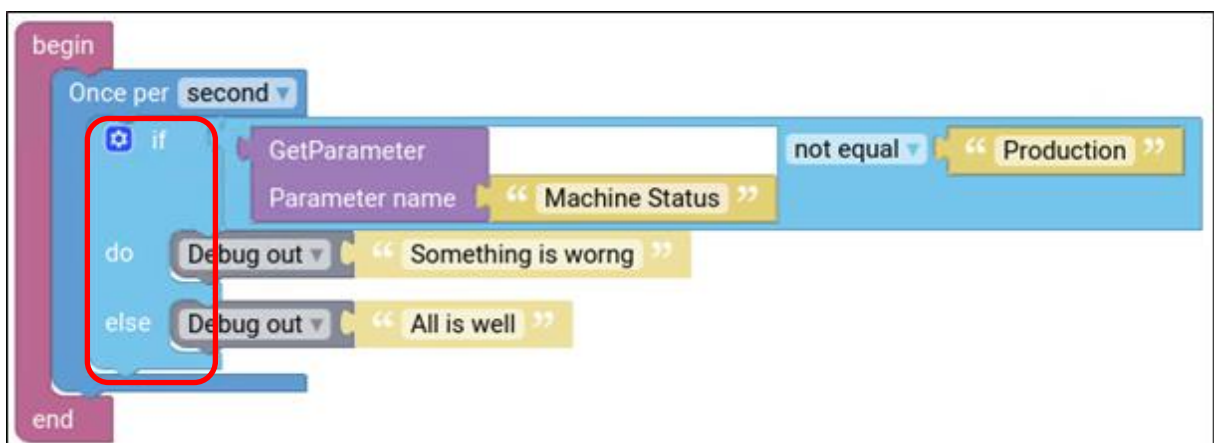 begin
Once per second
if GetParameter not equal “ Production ”
Parameter name “ Machine Status ”
do Debug out “ Something is worng ”
else Debug out “ All is well ”
end